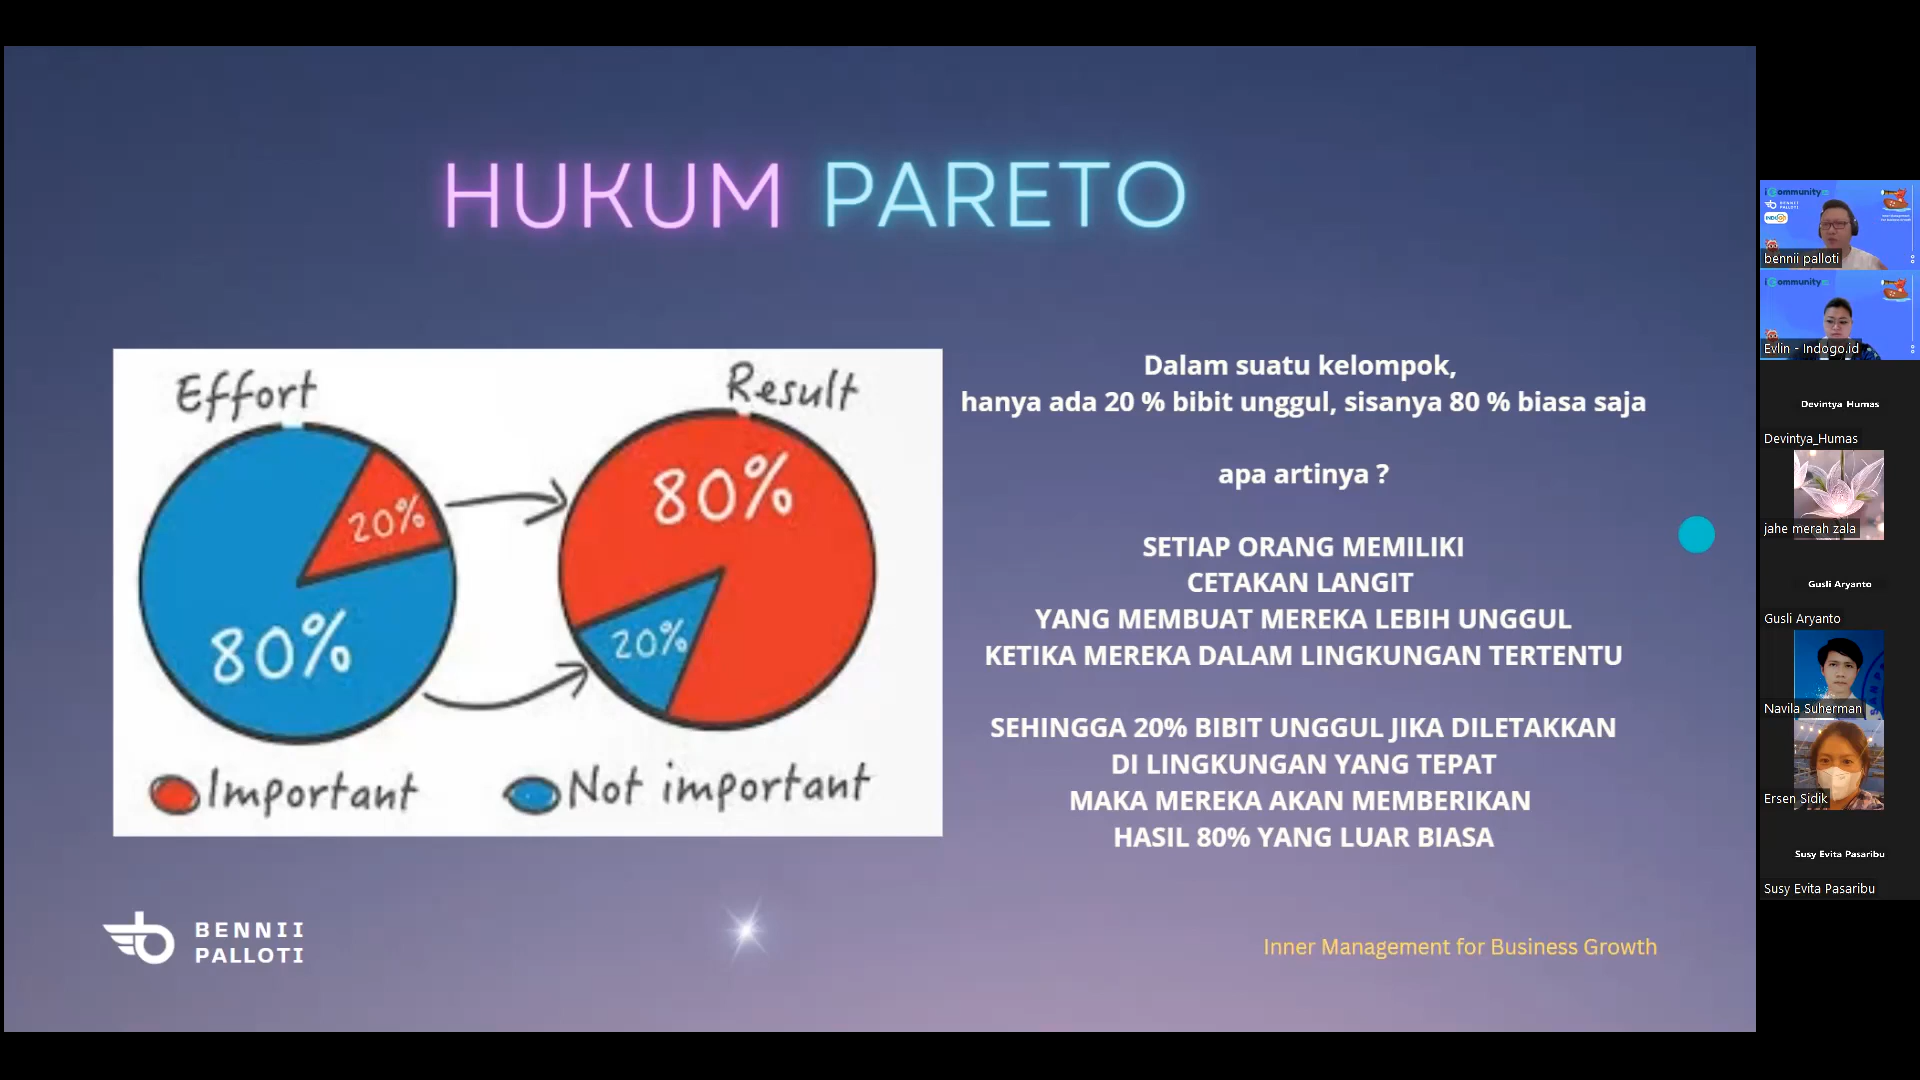 HUKUM PARETO
Effort
Result
20%
80%
80%
20%
Important
Not important
Dalam suatu kelompok,
hanya ada 20 % bibit unggul, sisanya 80 % biasa saja
apa artinya ?
SETIAP ORANG MEMILIKI
CETAKAN LANGIT
YANG MEMBUAT MEREKA LEBIH UNGGUL
KETIKA MEREKA DALAM LINGKUNGAN TERTENTU
SEHINGGA 20% BIBIT UNGGUL JIKA DILETAKKAN
DI LINGKUNGAN YANG TEPAT
MAKA MEREKA AKAN MEMBERIKAN
HASIL 80% YANG LUAR BIASA
BENNII
PALLOTI
Inner Management for Business Growth
iCommunity
BENNII
PALLOTI
bennii palloti
iCommunity
Evlin - Indogo.id
Devintya Humas
Devintya_Humas
jahe merah zala
Gusli Aryanto
Gusli Aryanto
Navila Suherman
Ersen Sidik
Susy Evita Pasaribu
Susy Evita Pasaribu